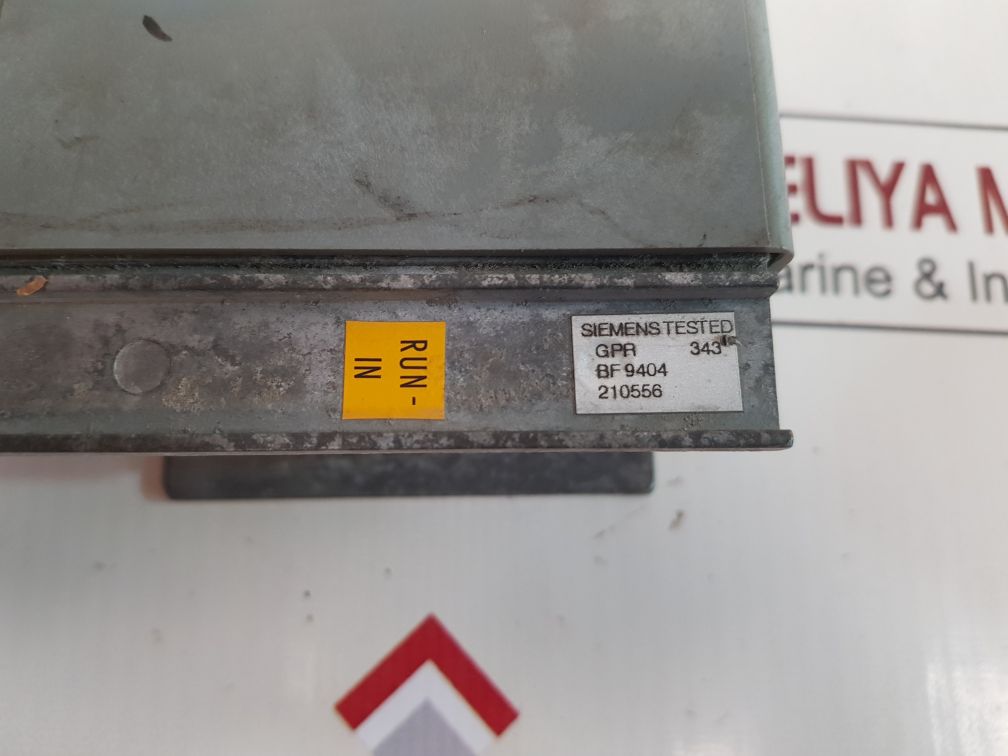 ELIYA M
arine & In
RUN-
IN
SIEMENS TESTED
GPR 343
BF 9404
210556